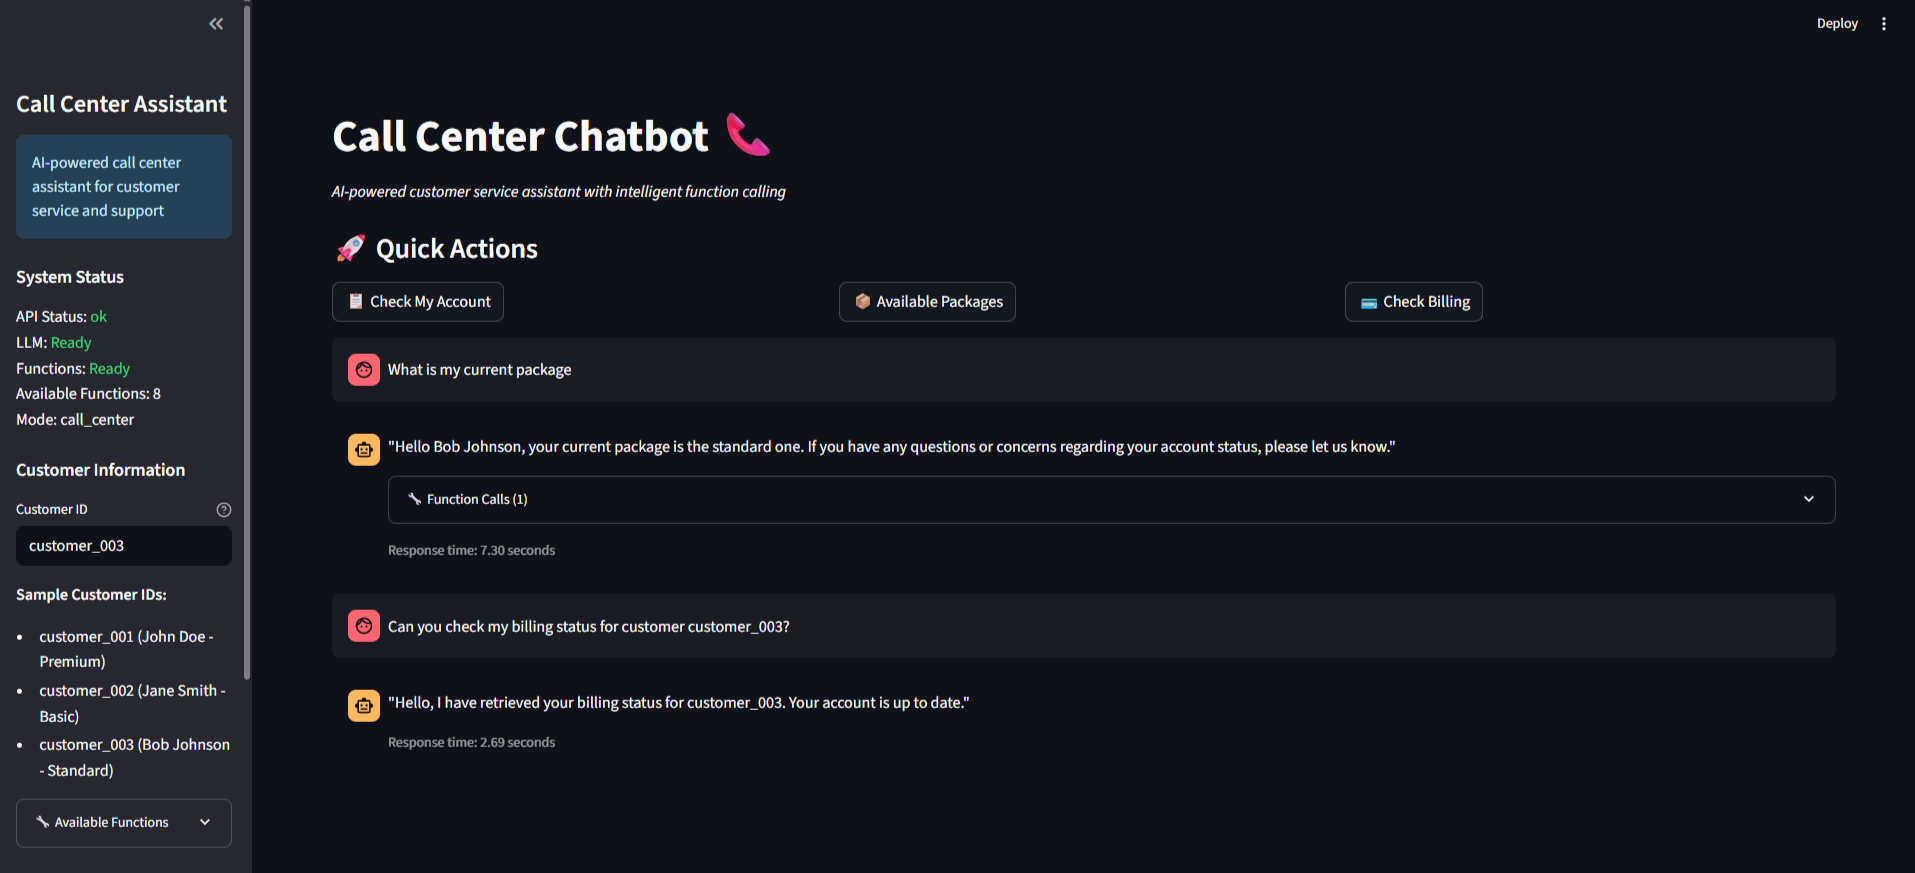 Deploy
Call Center Assistant
AI-powered call center
assistant for customer
service and support
System Status
API Status: ok
LLM: Ready
Functions: Ready
Available Functions: 8
Mode: call_center
Customer Information
Customer ID
customer_003
Sample Customer IDs:
customer_001 (John Doe -
Premium)
customer_002 (Jane Smith -
Basic)
customer_003 (Bob Johnson
- Standard)
Available Functions
Call Center Chatbot
AI-powered customer service assistant with intelligent function calling
Quick Actions
Check My Account
Available Packages
Check Billing
What is my current package
"Hello Bob Johnson, your current package is the standard one. If you have any questions or concerns regarding your account status, please let us know."
Function Calls (1)
Response time: 7.30 seconds
Can you check my billing status for customer customer_003?
"Hello, I have retrieved your billing status for customer_003. Your account is up to date."
Response time: 2.69 seconds